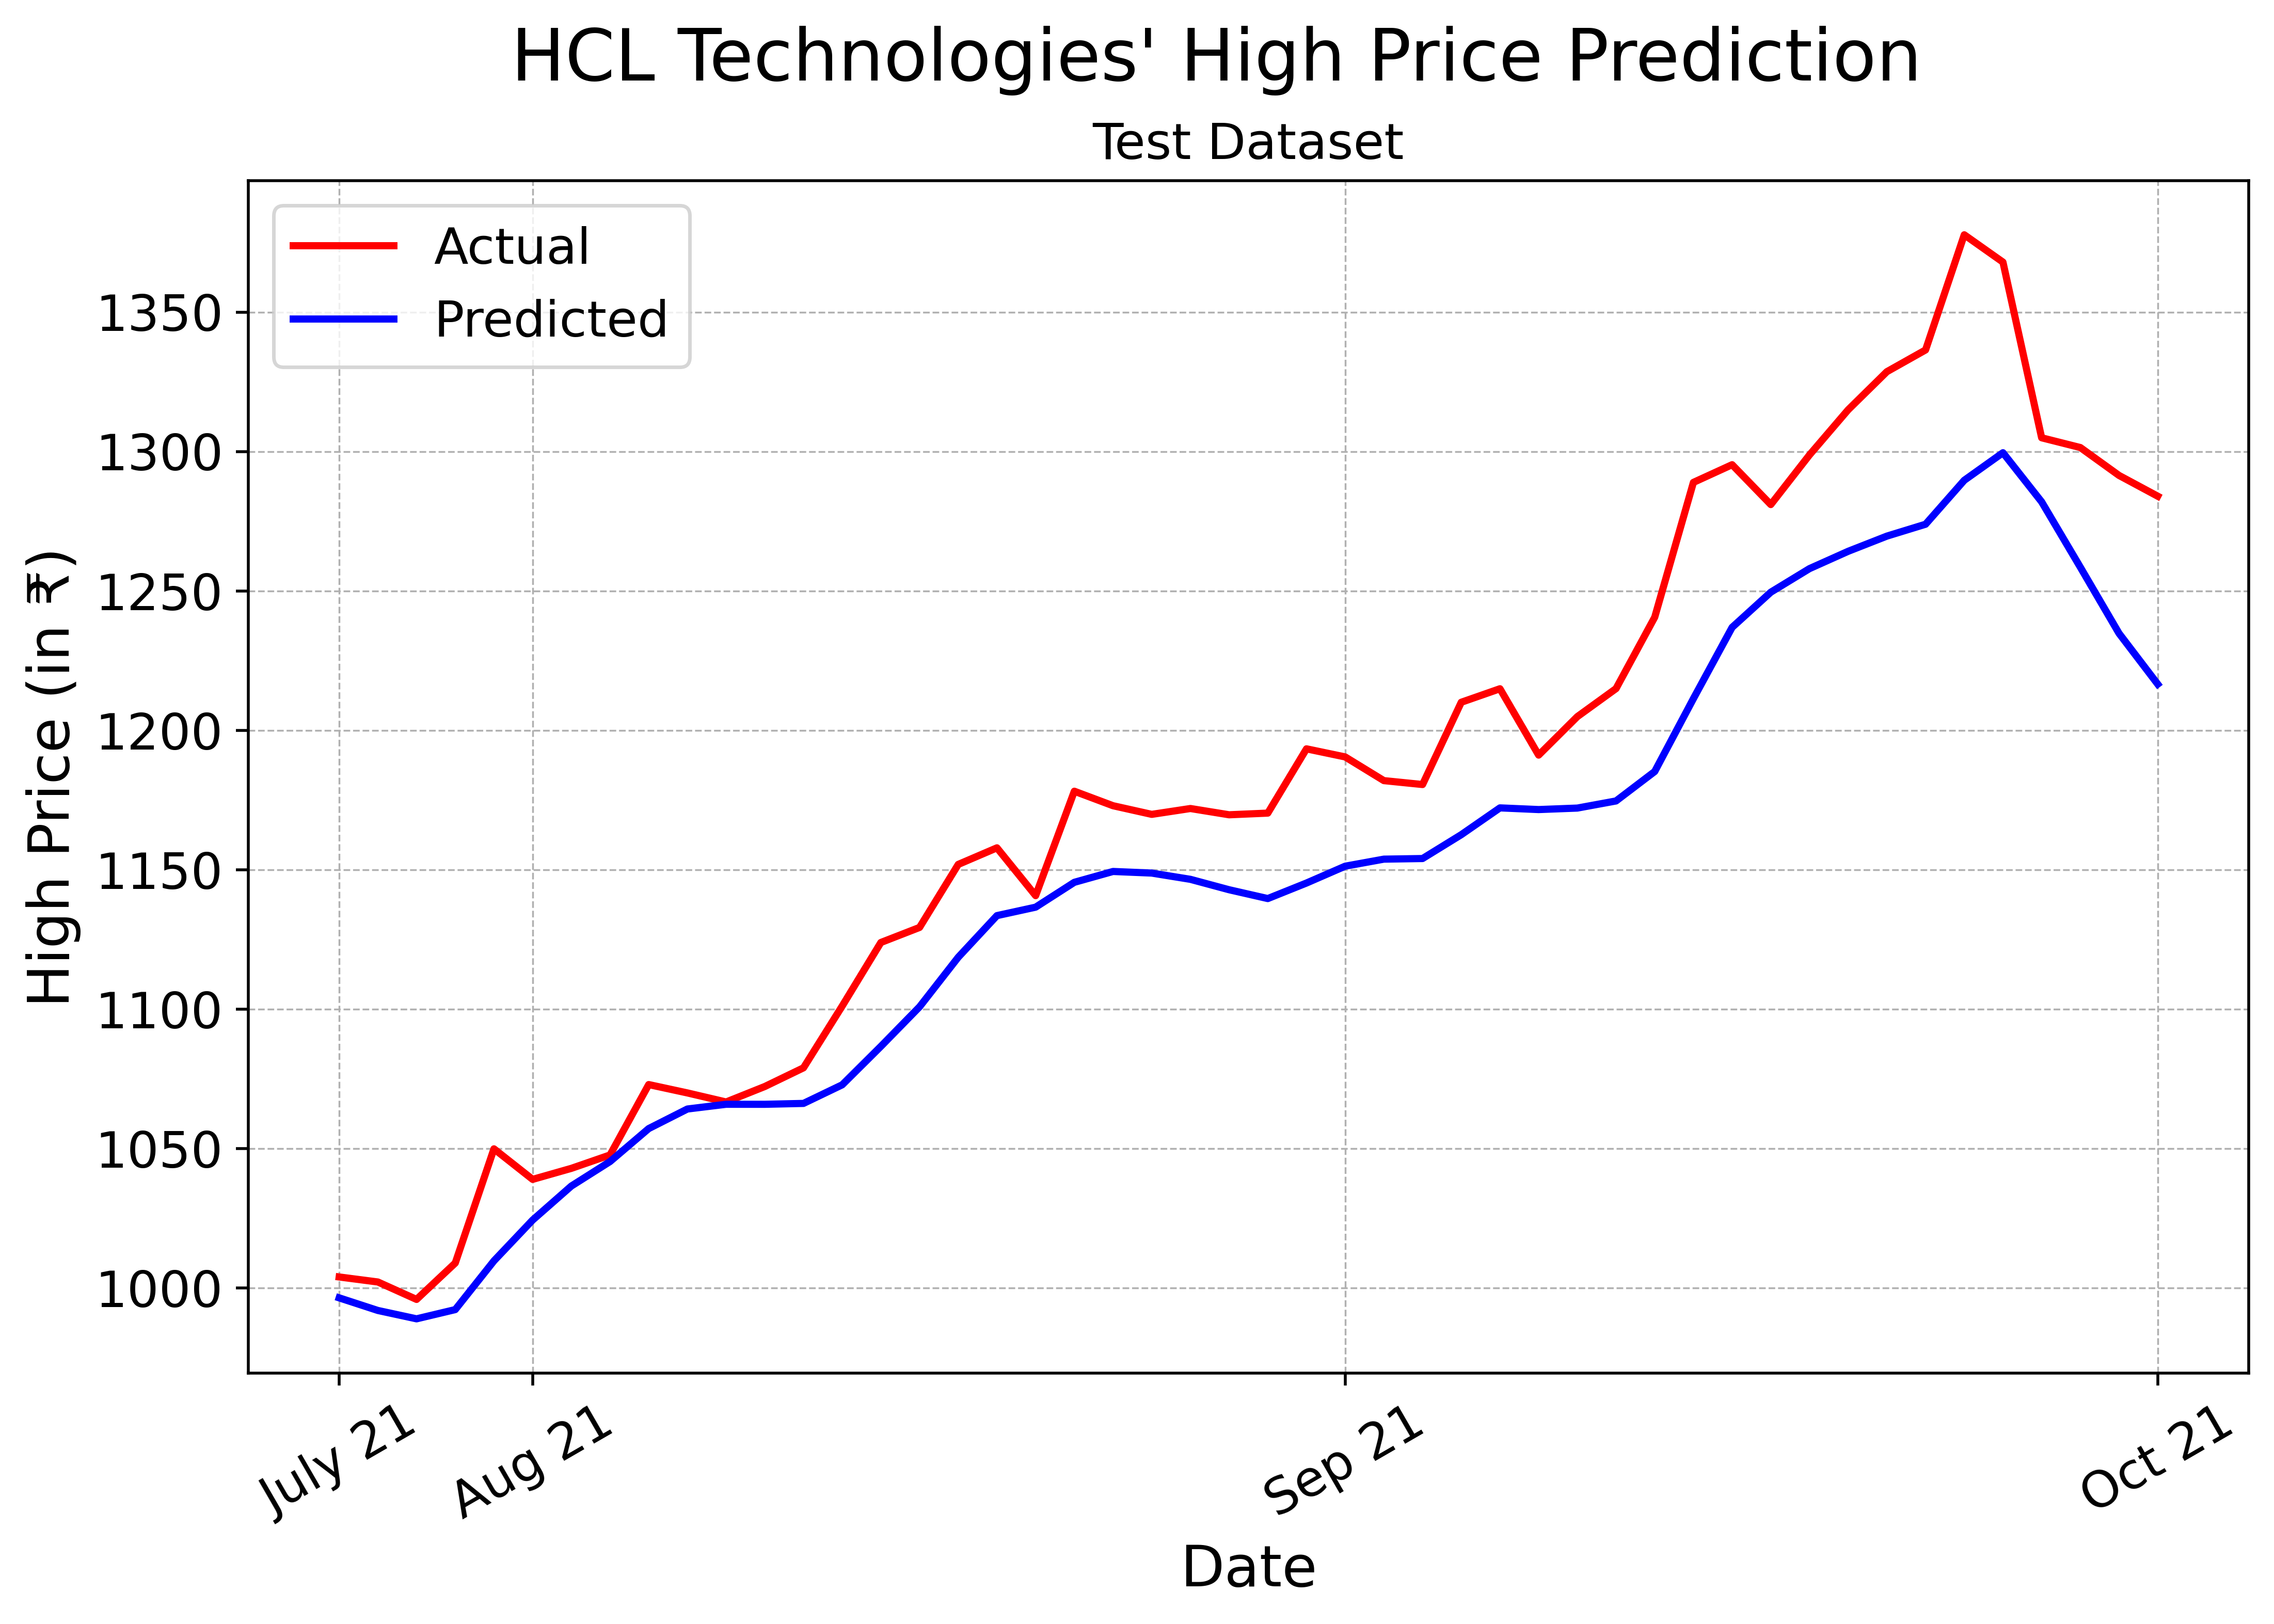 HCL Technologies' High Price Prediction
Test Dataset
Actual
Predicted
High Price (in ₹)
1350
1300
1250
1200
1150
1100
1050
1000
July 21
Aug 21
Sep 21
Oct 21
Date